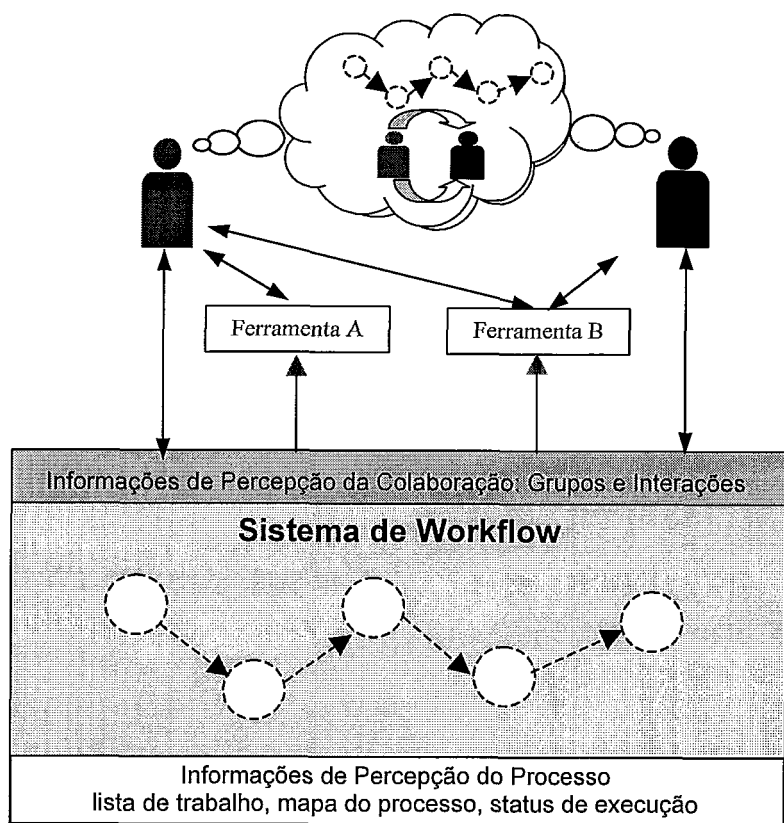 Ferramenta A
Ferramenta B
Informações de Percepção da Colaboração: Grupos e Interações
Sistema de Workflow
Informações de Percepção do Processo
lista de trabalho, mapa do processo, status de execução